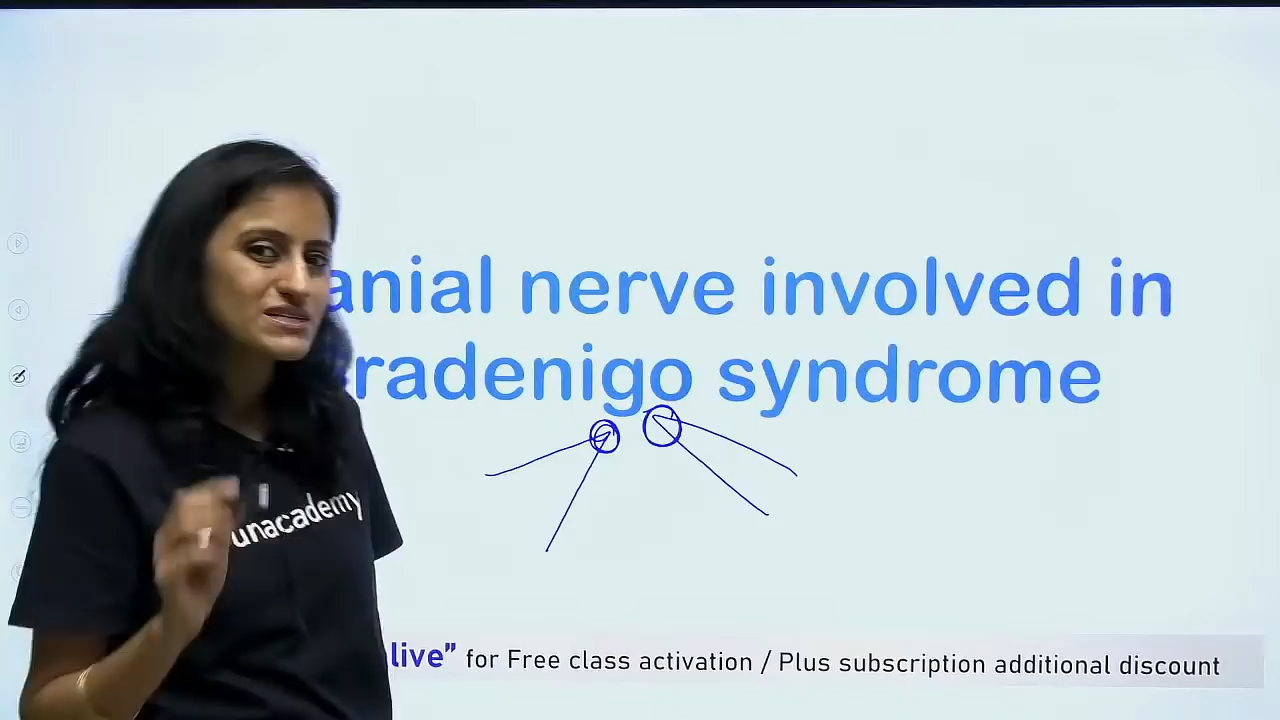 anial nerve involved in
radenigo syndrome
unacademy
live” for Free class activation / Plus subscription additional discount